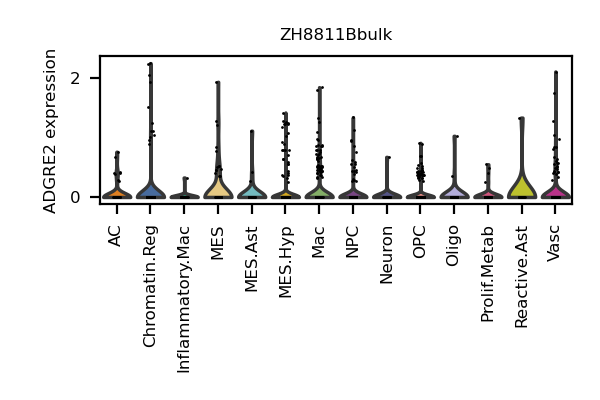 ZH8811Bbulk
ADGRE2 expression
2
0
AC
Chromatin.Reg
Inflammatory.Mac
MES
MES.Ast
MES.Hyp
Mac
NPC
Neuron
OPC
Oligo
Prolif.Metab
Reactive.Ast
Vasc